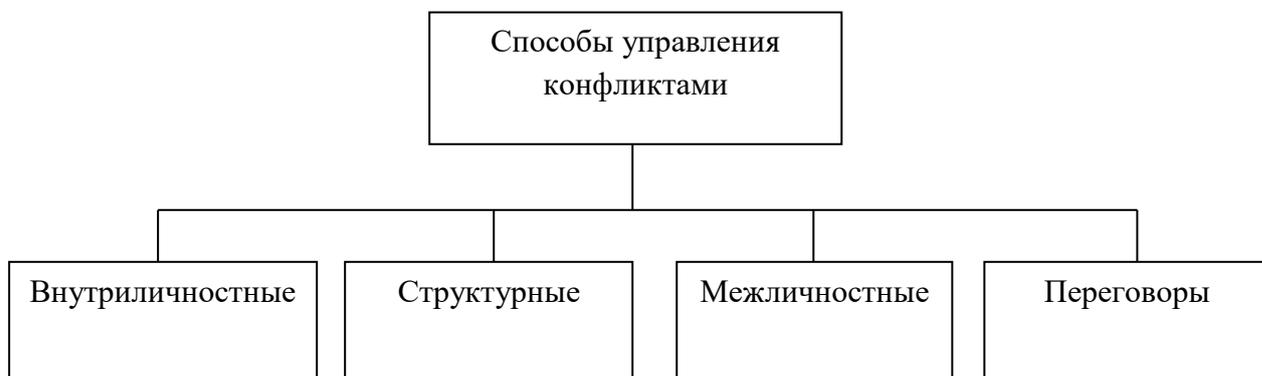 Способы управления
конфликтами
Внутриличностные
Структурные
Межличностные
Переговоры